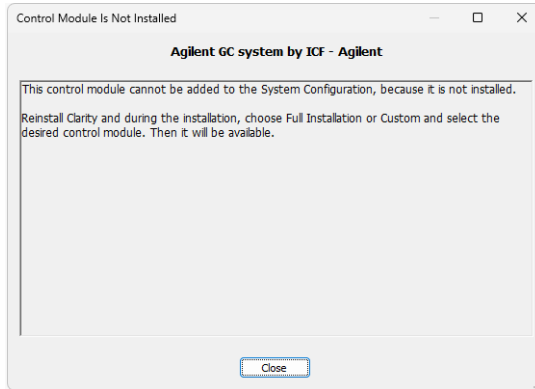 Control Module Is Not Installed
Agilent GC system by ICF - Agilent
This control module cannot be added to the System Configuration, because it is not installed.
Reinstall Clarity and during the installation, choose Full Installation or Custom and select the
desired control module. Then it will be available.
Close